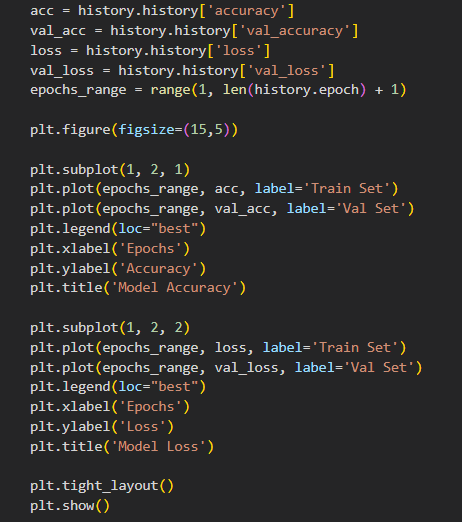 acc = history.history['accuracy']
val_acc = history.history['val_accuracy']
loss = history.history['loss']
val_loss = history.history['val_loss']
epochs_range = range(1, len(history.epoch) + 1)

plt.figure(figsize=(15,5))

plt.subplot(1, 2, 1)
plt.plot(epochs_range, acc, label='Train Set')
plt.plot(epochs_range, val_acc, label='Val Set')
plt.legend(loc="best")
plt.xlabel('Epochs')
plt.ylabel('Accuracy')
plt.title('Model Accuracy')

plt.subplot(1, 2, 2)
plt.plot(epochs_range, loss, label='Train Set')
plt.plot(epochs_range, val_loss, label='Val Set')
plt.legend(loc="best")
plt.xlabel('Epochs')
plt.ylabel('Loss')
plt.title('Model Loss')

plt.tight_layout()
plt.show()